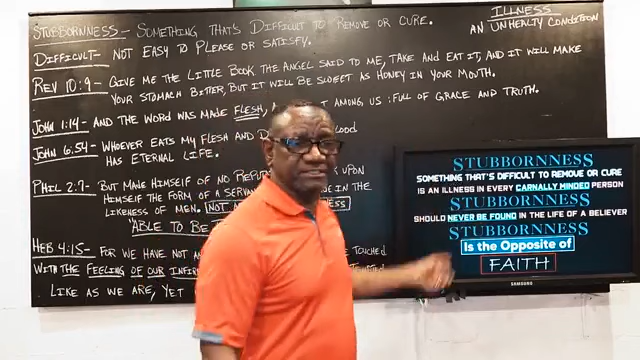 STUBBORNNESS - SOMETHING THAT'S DIFFICULT TO REMOVE OR CURE.
ILLNESS
AN UNHEALTHY CONDITION
DIFFICULT - NOT EASY TO PLEASE OR SATISFY.
REV 10:9 - GIVE ME THE LITTLE BOOK THE ANGEL SAID TO ME, TAKE AND EAT IT, AND IT WILL MAKE
YOUR STOMACH BITTER, BUT IT WILL BE SWEET AS HONEY IN YOUR MOUTH.
JOHN 1:14 - AND THE WORD WAS MADE FLESH, AMONG US: FULL OF GRACE AND TRUTH.
JOHN 6:54 - WHOEVER EATS MY FLESH AND
HAS ETERNAL LIFE.
PHIL 2:7 - BUT MADE HIMSELF OF NO UPON
HIMSELF THE FORM OF A IN THE
LIKENESS OF MEN. NOT
"ABLE TO BE
HEB 4:15 - FOR WE HAVE NOT TOUCHED
WITH THE FEELING OF OUR
LIKE AS WE ARE, YET
STUBBORNNESS
SOMETHING THAT'S DIFFICULT TO REMOVE OR CURE
IS AN ILLNESS IN EVERY CARNALLY MINDED PERSON
STUBBORNNESS
SHOULD NEVER BE FOUND IN THE LIFE OF A BELIEVER
STUBBORNNESS
Is the Opposite of
FAITH
SAMSUNG